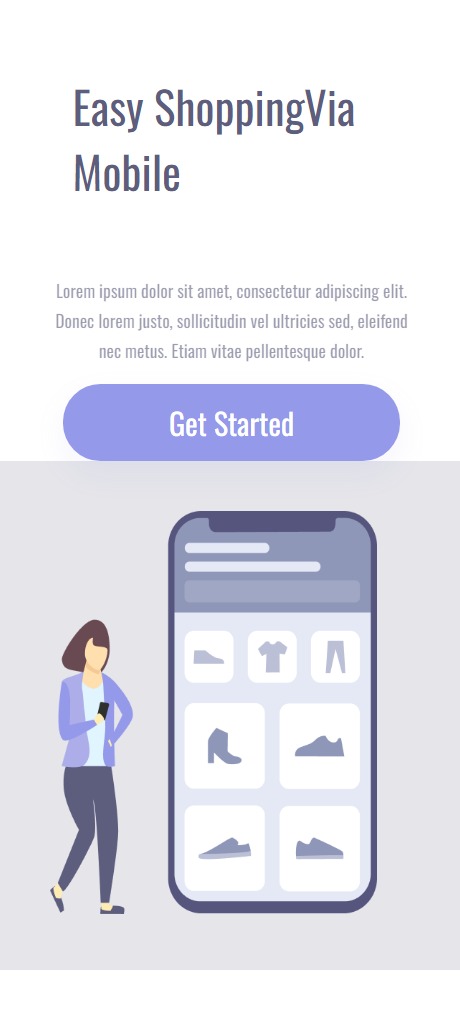 Easy ShoppingVia
Mobile
Lorem ipsum dolor sit amet, consectetur adipiscing elit.
Donec lorem justo, sollicitudin vel ultricies sed, eleifend
nec metus. Etiam vitae pellentesque dolor.
Get Started